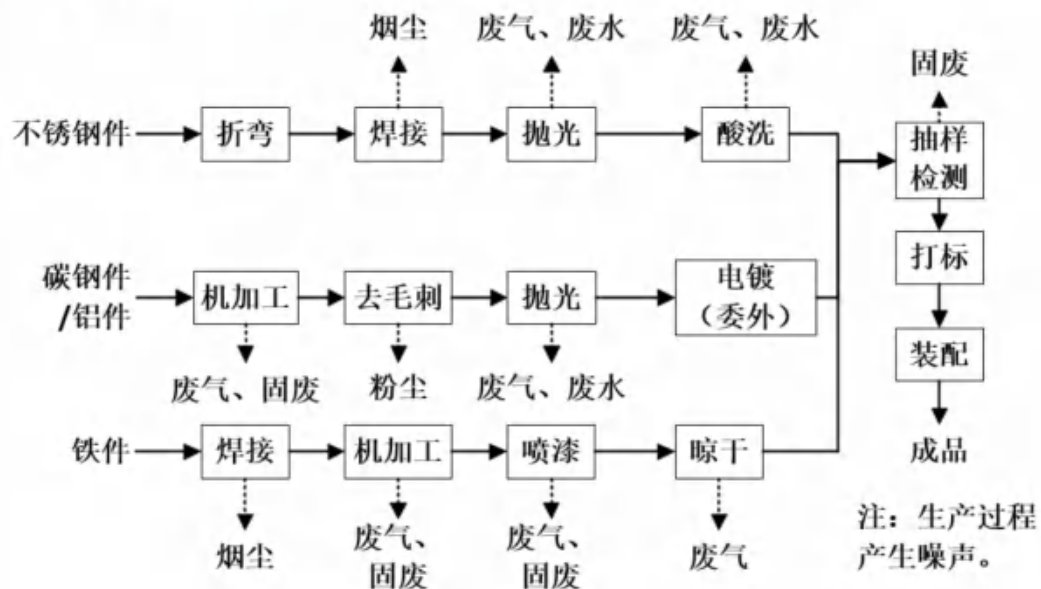 烟尘
废气、废水
废气、废水
固废
不锈钢件
折弯
焊接
抛光
酸洗
抽样
检测
碳钢件
/铝件
机加工
去毛刺
抛光
电镀
（委外）
打标
废气、固废
粉尘
废气、废水
装配
铁件
焊接
机加工
喷漆
晾干
成品
烟尘
废气、
固废
废气、
固废
废气
注：生产过程
产生噪声。